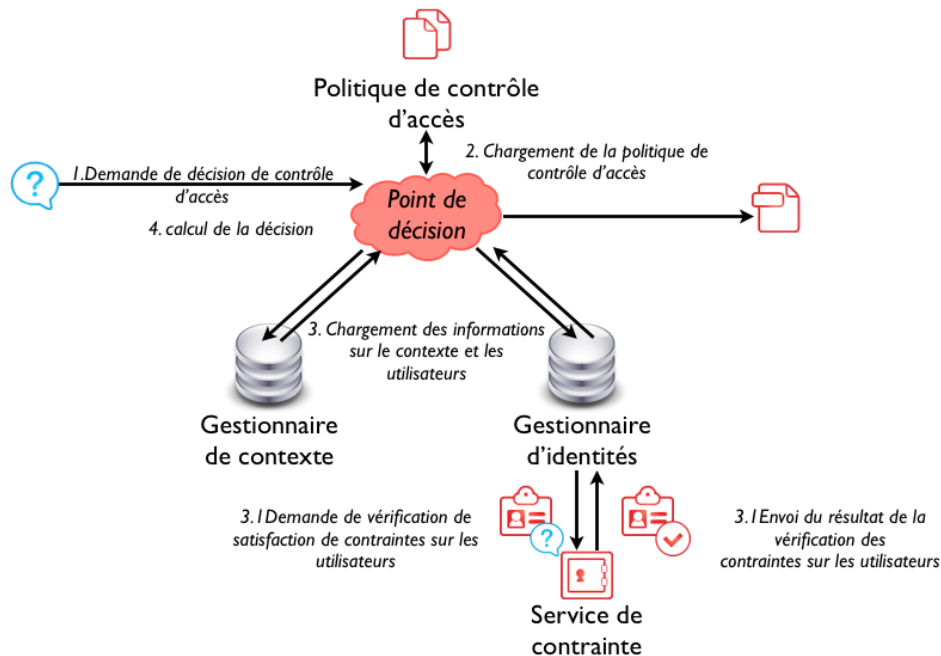 Politique de contrôle
d'accès
2. Chargement de la politique de
contrôle d'accès
?
1.Demande de décision de contrôle
d'accès
4. calcul de la décision
Point de
décision
3. Chargement des informations
sur le contexte et les
utilisateurs
Gestionnaire
de contexte
Gestionnaire
d'identités
3.1Demande de vérification de
satisfaction de contraintes sur les
utilisateurs
?
3.1Envoi du résultat de la
vérification des
contraintes sur les utilisateurs
Service de
contrainte